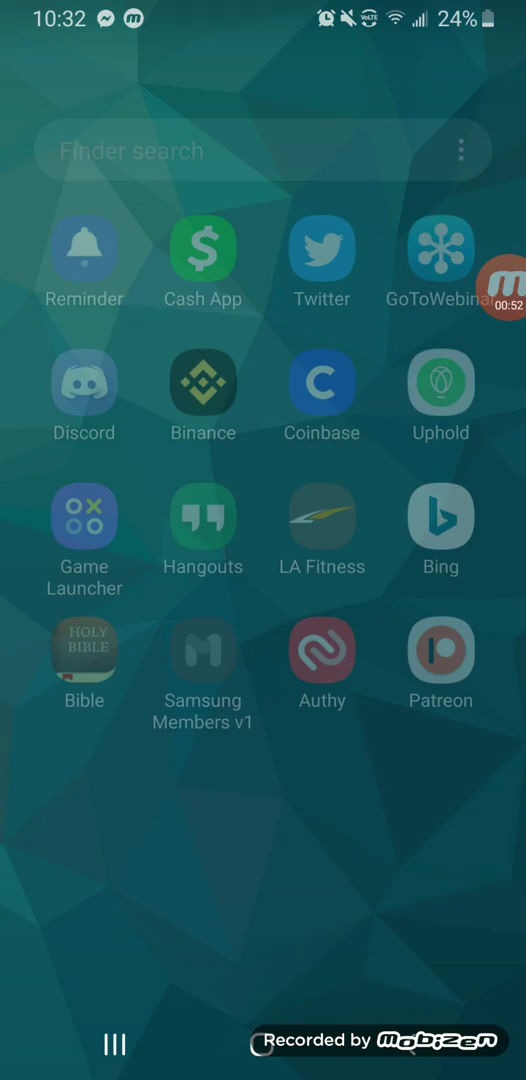 10:32 24%
VoLTE
Finder search
Reminder Cash App Twitter GoToWebinar
00:52
Discord Binance Coinbase Uphold
Game Launcher Hangouts LA Fitness Bing
HOLY BIBLE
Bible Samsung Members v1 Authy Patreon
Recorded by MOBIZEN